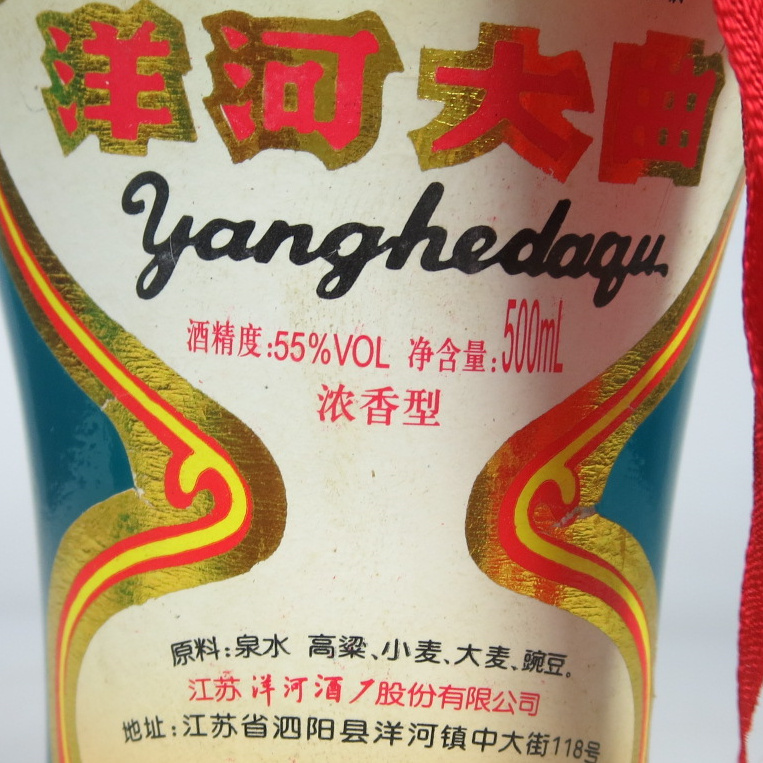 洋河大曲
Yanghedaqu
酒精度:55%VOL 净含量:500mL
浓香型
原料:泉水 高粱、小麦、大麦、豌豆。
江苏洋河酒厂股份有限公司
地址:江苏省泗阳县洋河镇中大街118号